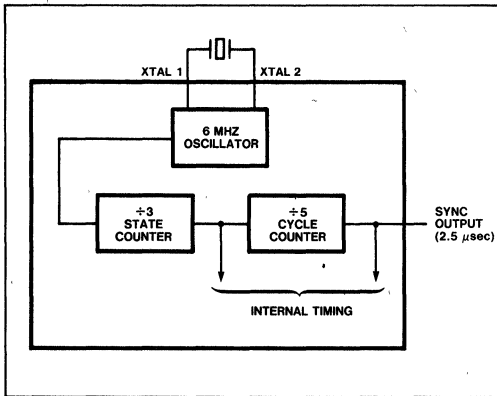 XTAL 1 XTAL 2
6 MHZ
OSCILLATOR
÷3
STATE
COUNTER
÷5
CYCLE
COUNTER
SYNC
OUTPUT
(2.5 µsec)
INTERNAL TIMING